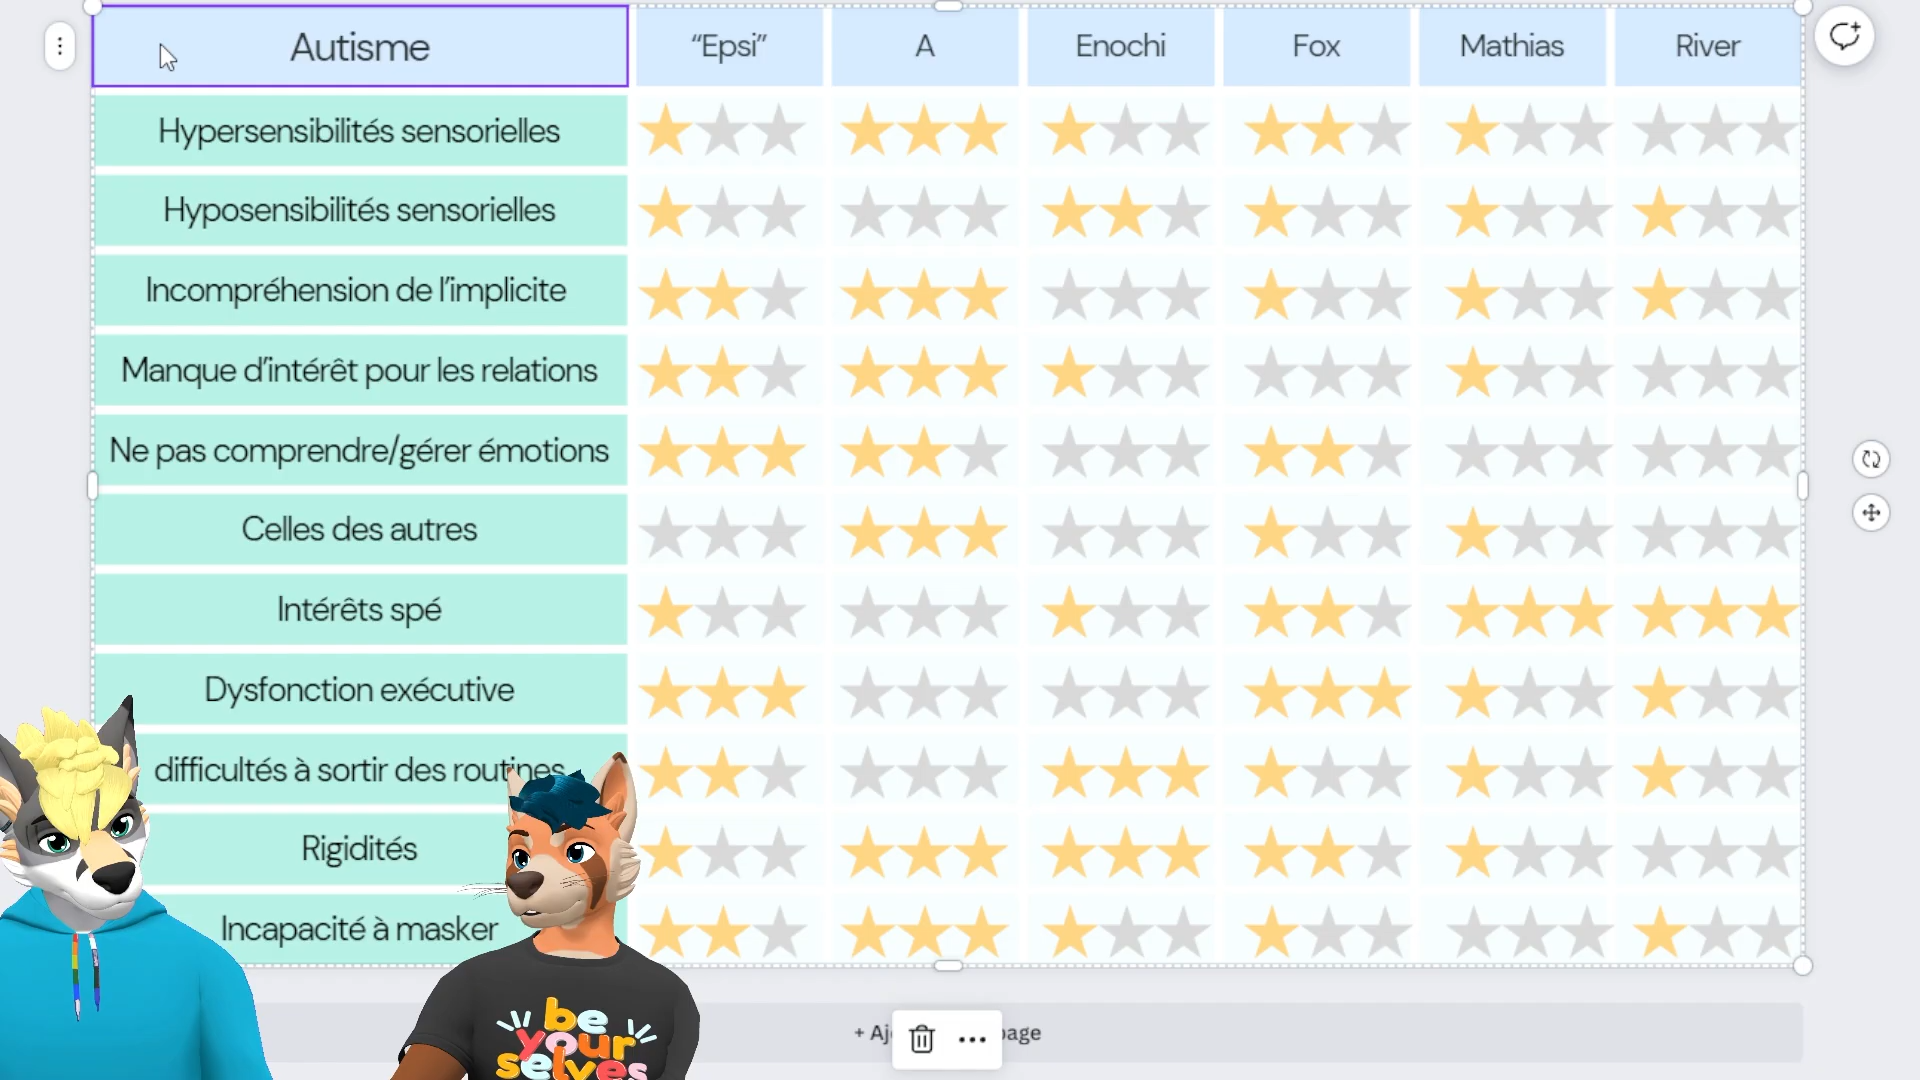 Autisme “Epsi” A Enochi Fox Mathias River
Hypersensibilités sensorielles
Hyposensibilités sensorielles
Incompréhension de l’implicite
Manque d’intérêt pour les relations
Ne pas comprendre/gérer émotions
Celles des autres
Intérêts spé
Dysfonction exécutive
difficultés à sortir des routines
Rigidités
Incapacité à masker
be
your
selves
+ page